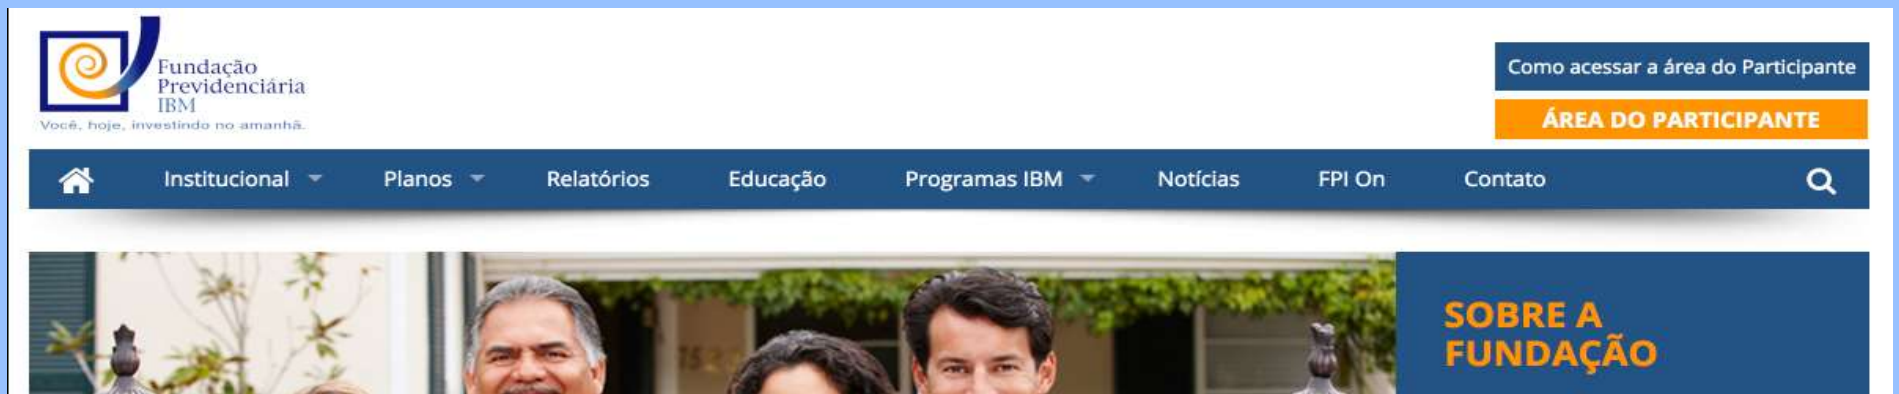 Fundação
Previdenciária
IBM
Você, hoje, investindo no amanhã.
Como acessar a área do Participante
ÁREA DO PARTICIPANTE
Institucional Planos Relatórios Educação Programas IBM Notícias FPI On Contato
SOBRE A
FUNDAÇÃO